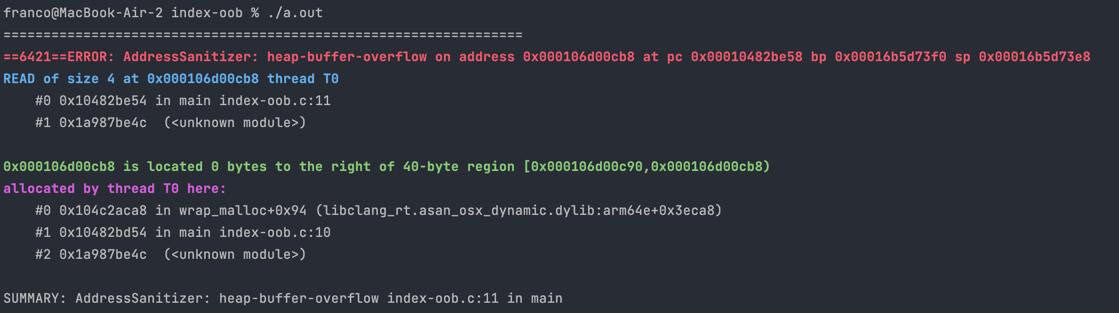 franco@MacBook-Air-2 index-oob % ./a.out
=================================================================
==6421==ERROR: AddressSanitizer: heap-buffer-overflow on address 0x000106d00cb8 at pc 0x00010482be58 bp 0x00016b5d73f0 sp 0x00016b5d73e8
READ of size 4 at 0x000106d00cb8 thread T0
    #0 0x10482be54 in main index-oob.c:11
    #1 0x1a987be4c  (<unknown module>)

0x000106d00cb8 is located 0 bytes to the right of 40-byte region [0x000106d00c90,0x000106d00cb8)
allocated by thread T0 here:
    #0 0x104c2aca8 in wrap_malloc+0x94 (libclang_rt.asan_osx_dynamic.dylib:arm64e+0x3eca8)
    #1 0x10482bd54 in main index-oob.c:10
    #2 0x1a987be4c  (<unknown module>)

SUMMARY: AddressSanitizer: heap-buffer-overflow index-oob.c:11 in main